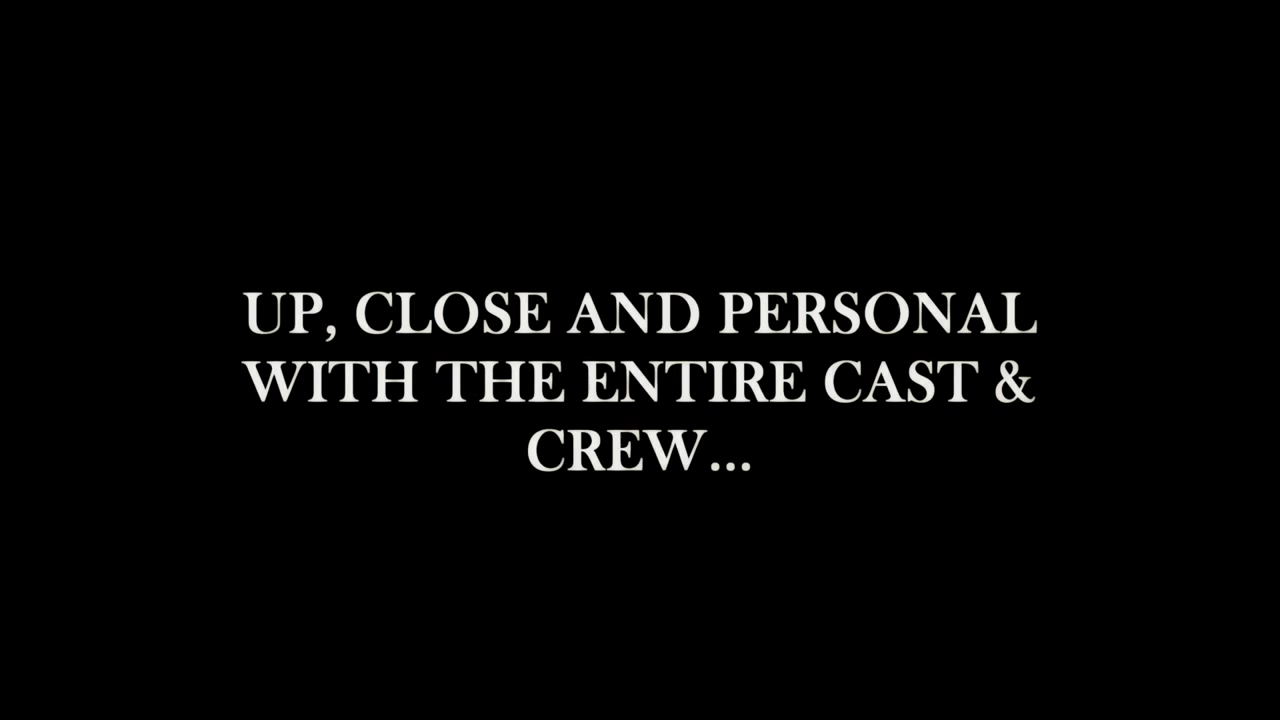 UP, CLOSE AND PERSONAL
WITH THE ENTIRE CAST &
CREW...